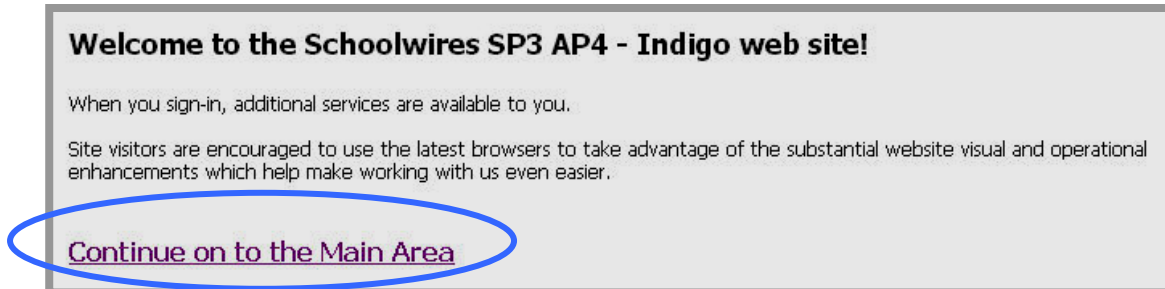 Welcome to the Schoolwires SP3 AP4 - Indigo web site!
When you sign-in, additional services are available to you.
Site visitors are encouraged to use the latest browsers to take advantage of the substantial website visual and operational
enhancements which help make working with us even easier.
Continue on to the Main Area